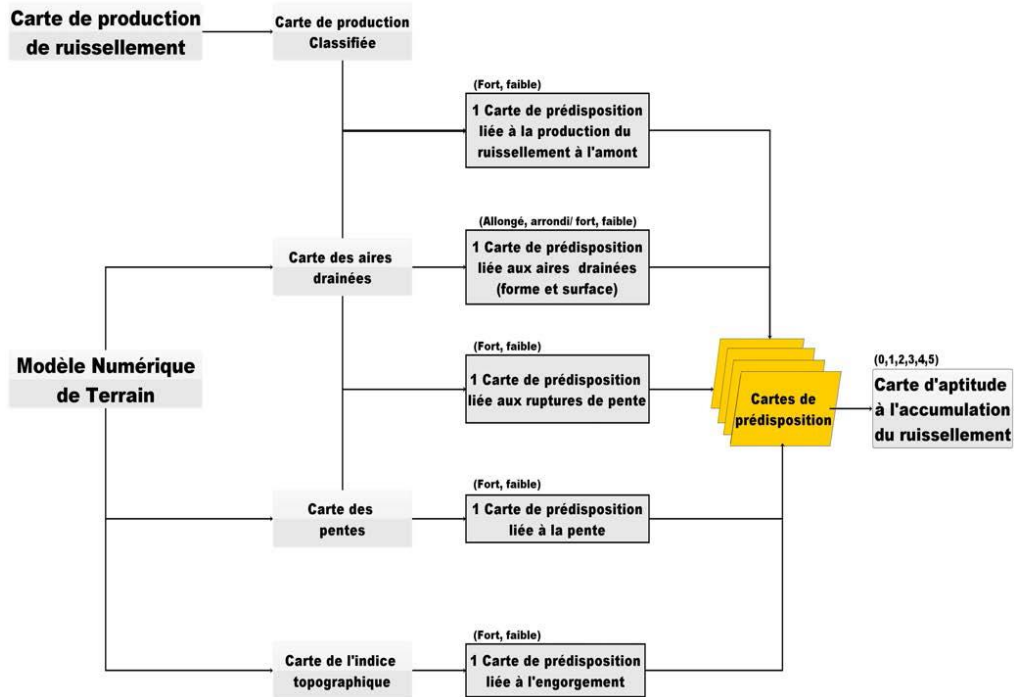 Carte de production
de ruissellement
Carte de production
Classifiée
(Fort, faible)
1 Carte de prédisposition
liée à la production du
ruissellement à l'amont
(Allongé, arrondi/ fort, faible)
Carte des aires
drainées
1 Carte de prédisposition
liée aux aires drainées
(forme et surface)
Modèle Numérique
de Terrain
(Fort, faible)
1 Carte de prédisposition
liée aux ruptures de pente
Cartes de
prédisposition
(0,1,2,3,4,5)
Carte d'aptitude
à l'accumulation
du ruissellement
Carte des
pentes
(Fort, faible)
1 Carte de prédisposition
liée à la pente
Carte de l'indice
topographique
(Fort, faible)
1 Carte de prédisposition
liée à l'engorgement